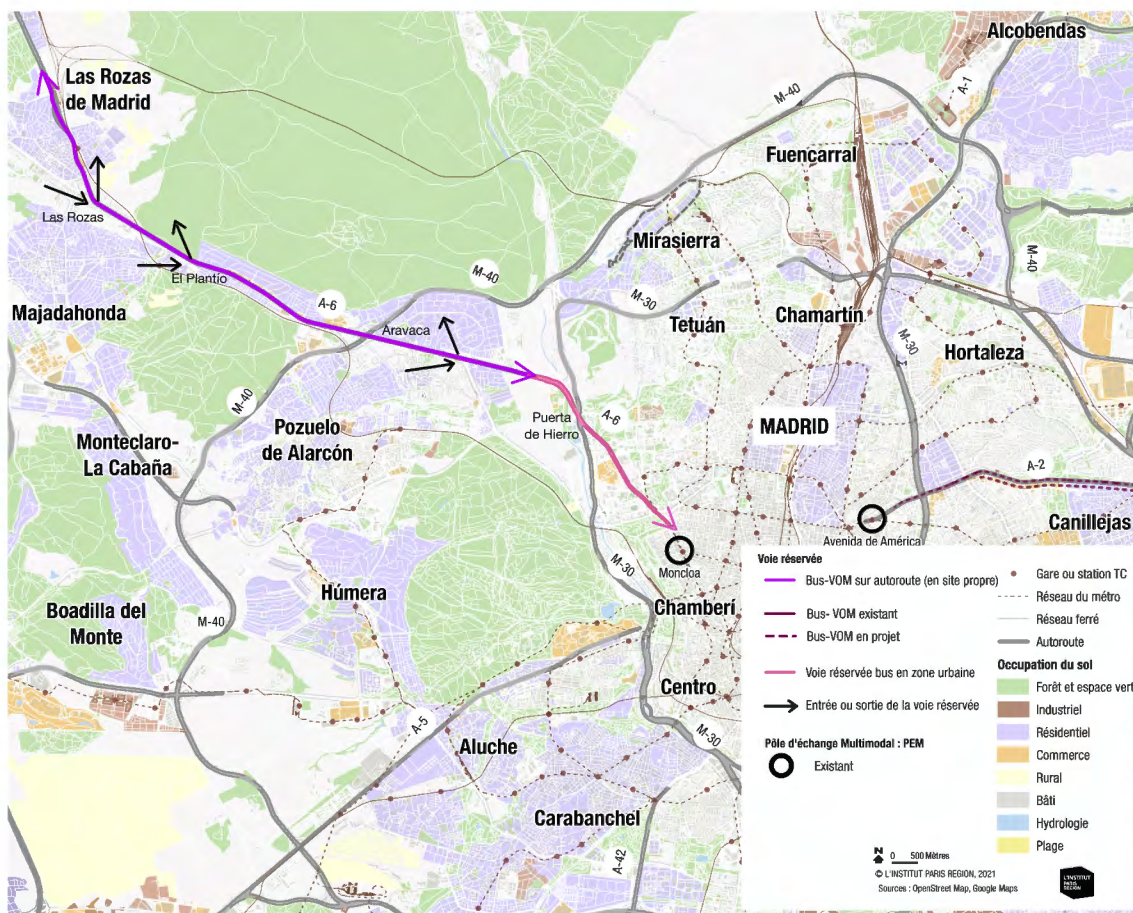 Alcobendas
Las Rozas
de Madrid
A-1
M-40
Fuencarral
Las Rozas
Mirasierra
El Plantío
M-40
M-40
M-30
Majadahonda
A-6
Aravaca
Tetuán
Chamartín
M-30
Hortaleza
M-40
Puerta
de Hierro
A-6
Pozuelo
de Alarcón
MADRID
Monteclaro-
La Cabaña
A-2
Canillejas
Avenida de América
Moncloa
M-30
Húmera
Chamberí
Boadilla del
Monte
M-40
Centro
A-5
M-30
Aluche
Carabanchel
A-42
Voie réservée
Bus-VOM sur autoroute (en site propre)
Bus- VOM existant
Bus-VOM en projet
Voie réservée bus en zone urbaine
Entrée ou sortie de la voie réservée
Pôle d'échange Multimodal : PEM
Existant
Gare ou station TC
Réseau du métro
Réseau ferré
Autoroute
Occupation du sol
Forêt et espace vert
Industriel
Résidentiel
Commerce
Rural
Bâti
Hydrologie
Plage
N
0 500 Mètres
© L'INSTITUT PARIS REGION, 2021
Sources : OpenStreet Map, Google Maps
L'INSTITUT
PARIS
REGION